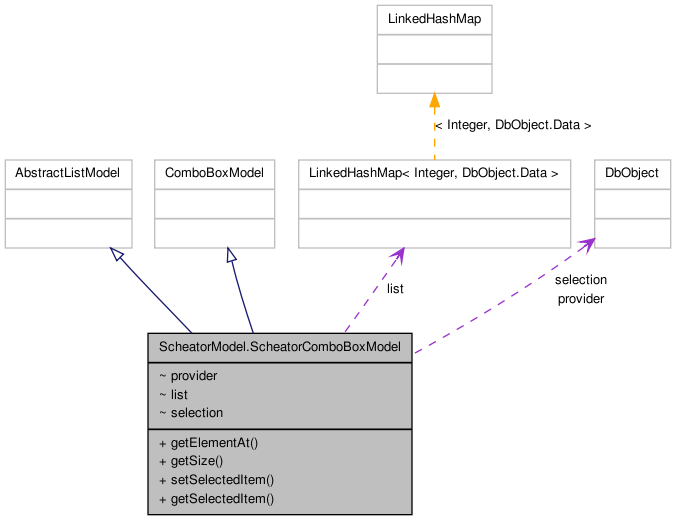 LinkedHashMap
< Integer, DbObject.Data >
AbstractListModel
ComboBoxModel
LinkedHashMap< Integer, DbObject.Data >
DbObject
list
selection
provider
ScheatorModel.ScheatorComboBoxModel
~ provider
~ list
~ selection
+ getElementAt()
+ getSize()
+ setSelectedItem()
+ getSelectedItem()